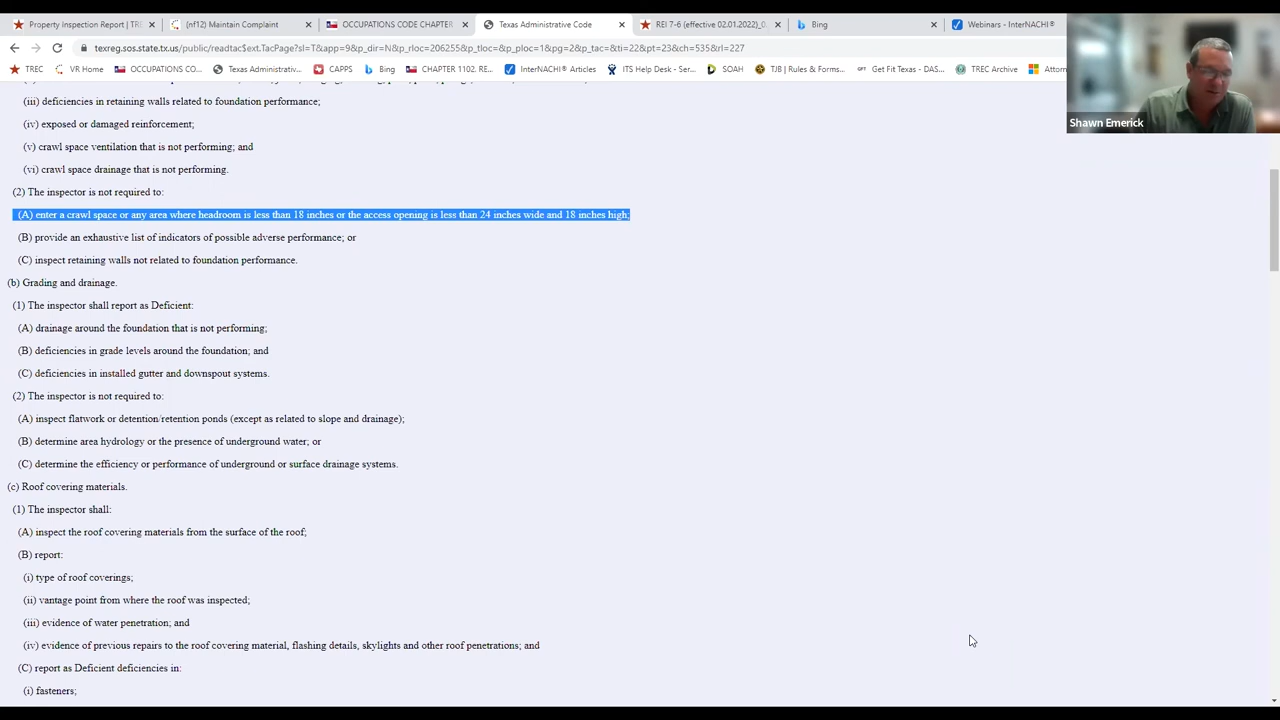 Property Inspection Report | TRE
(nf12) Maintain Complaint
OCCUPATIONS CODE CHAPTER
Texas Administrative Code
REI 7-6 (effective 02.01.2022)_0
Bing
Webinars - InterNACHI®
texreg.sos.state.tx.us/public/readtac$ext.TacPage?sl=T&app=9&p_dir=N&p_rloc=206255&p_tloc=&p_ploc=1&pg=2&p_tac=&ti=22&pt=23&ch=535&rl=227
TREC
VR Home
OCCUPATIONS CO...
Texas Administrativ...
CAPPS
Bing
CHAPTER 1102. RE...
InterNACHI® Articles
ITS Help Desk - Ser...
SOAH
TJB | Rules & Forms...
Get Fit Texas - DAS...
TREC Archive
Attorn
Shawn Emerick
(iii) deficiencies in retaining walls related to foundation performance;
(iv) exposed or damaged reinforcement;
(v) crawl space ventilation that is not performing; and
(vi) crawl space drainage that is not performing.
(2) The inspector is not required to:
(A) enter a crawl space or any area where headroom is less than 18 inches or the access opening is less than 24 inches wide and 18 inches high;
(B) provide an exhaustive list of indicators of possible adverse performance; or
(C) inspect retaining walls not related to foundation performance.
(b) Grading and drainage.
(1) The inspector shall report as Deficient:
(A) drainage around the foundation that is not performing;
(B) deficiencies in grade levels around the foundation; and
(C) deficiencies in installed gutter and downspout systems.
(2) The inspector is not required to:
(A) inspect flatwork or detention/retention ponds (except as related to slope and drainage);
(B) determine area hydrology or the presence of underground water; or
(C) determine the efficiency or performance of underground or surface drainage systems.
(c) Roof covering materials.
(1) The inspector shall:
(A) inspect the roof covering materials from the surface of the roof;
(B) report:
(i) type of roof coverings;
(ii) vantage point from where the roof was inspected;
(iii) evidence of water penetration; and
(iv) evidence of previous repairs to the roof covering material, flashing details, skylights and other roof penetrations; and
(C) report as Deficient deficiencies in:
(i) fasteners;